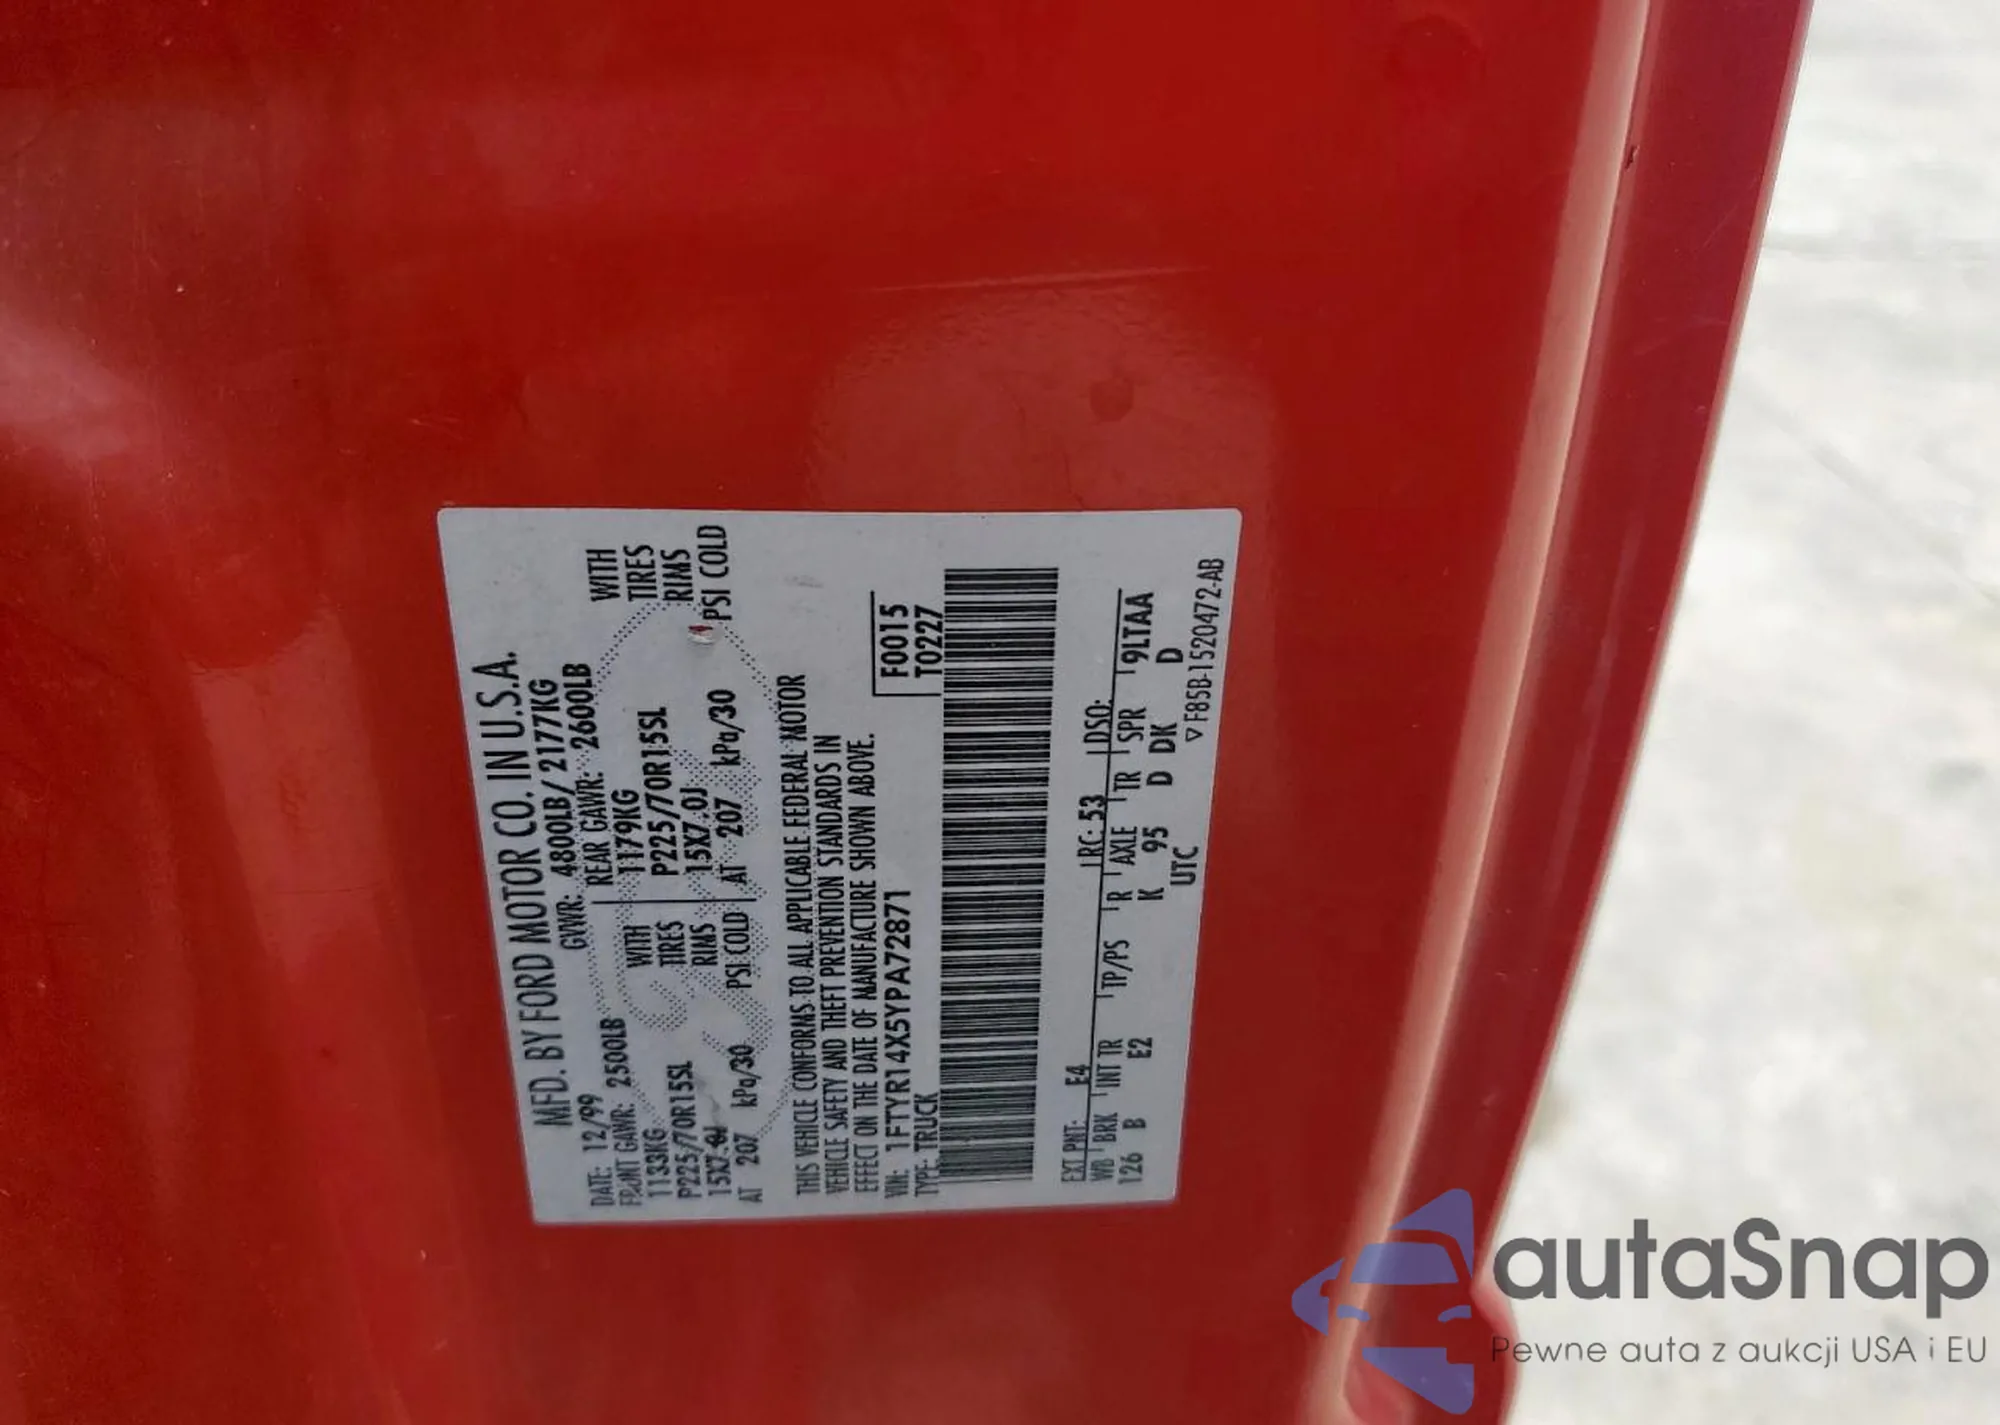 MFD. BY FORD MOTOR CO. IN U.S.A.
DATE: 12/99 GVWR: 4800LB/ 2177KG
FRONT GAWR: 2500LB REAR GAWR: 2600LB
1133KG WITH 1179KG WITH
P225/70R15SL TIRES P225/70R15SL TIRES
15X7.0J RIMS 15X7.0J RIMS
AT 207 kPa/30 PSI COLD AT 207 kPa/30 PSI COLD
THIS VEHICLE CONFORMS TO ALL APPLICABLE FEDERAL MOTOR
VEHICLE SAFETY AND THEFT PREVENTION STANDARDS IN
EFFECT ON THE DATE OF MANUFACTURE SHOWN ABOVE.
VIN: 1FTYR14X5YPA72871 F0015
TYPE: TRUCK T0227
EXT PNT: E4 RC: 53 DSO:
WB BRK INT TR TP/PS R AXLE TR SPR 9LTAA
126 B E2 K 95 D DK D
UTC
▽F85B-1520472-AB
autaSnap
Pewne auta z aukcji USA i EU